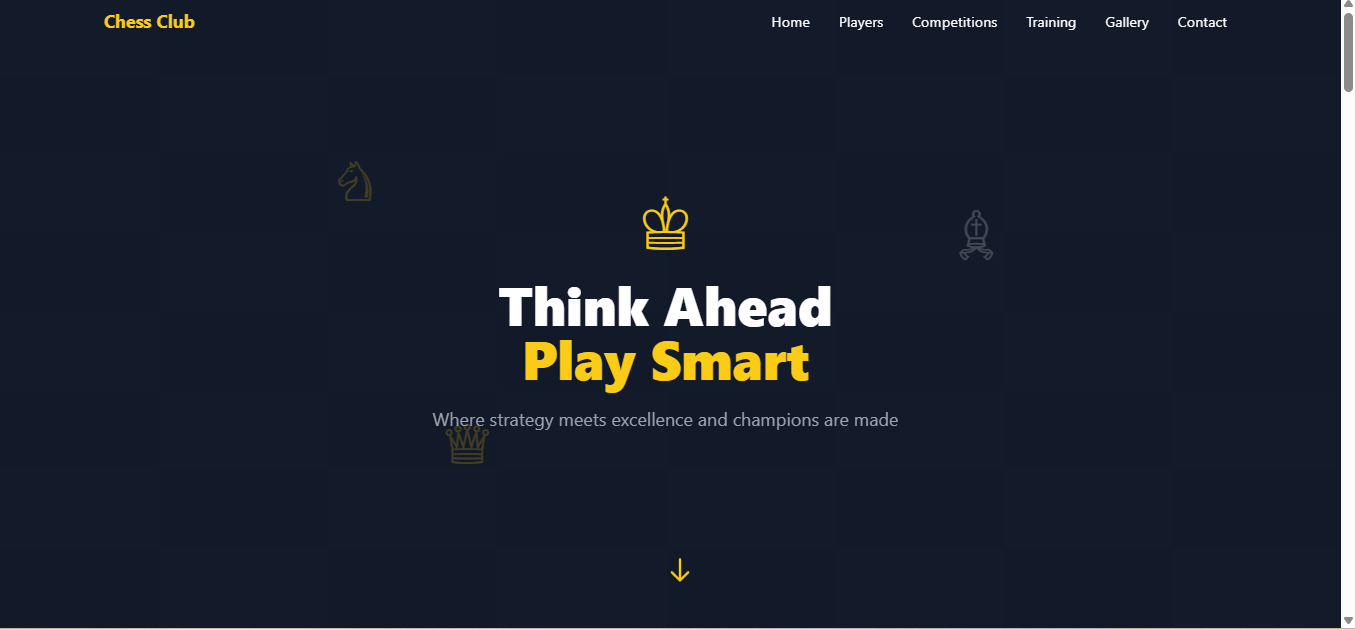 Chess Club
Home Players Competitions Training Gallery Contact
Think Ahead
Play Smart
Where strategy meets excellence and champions are made